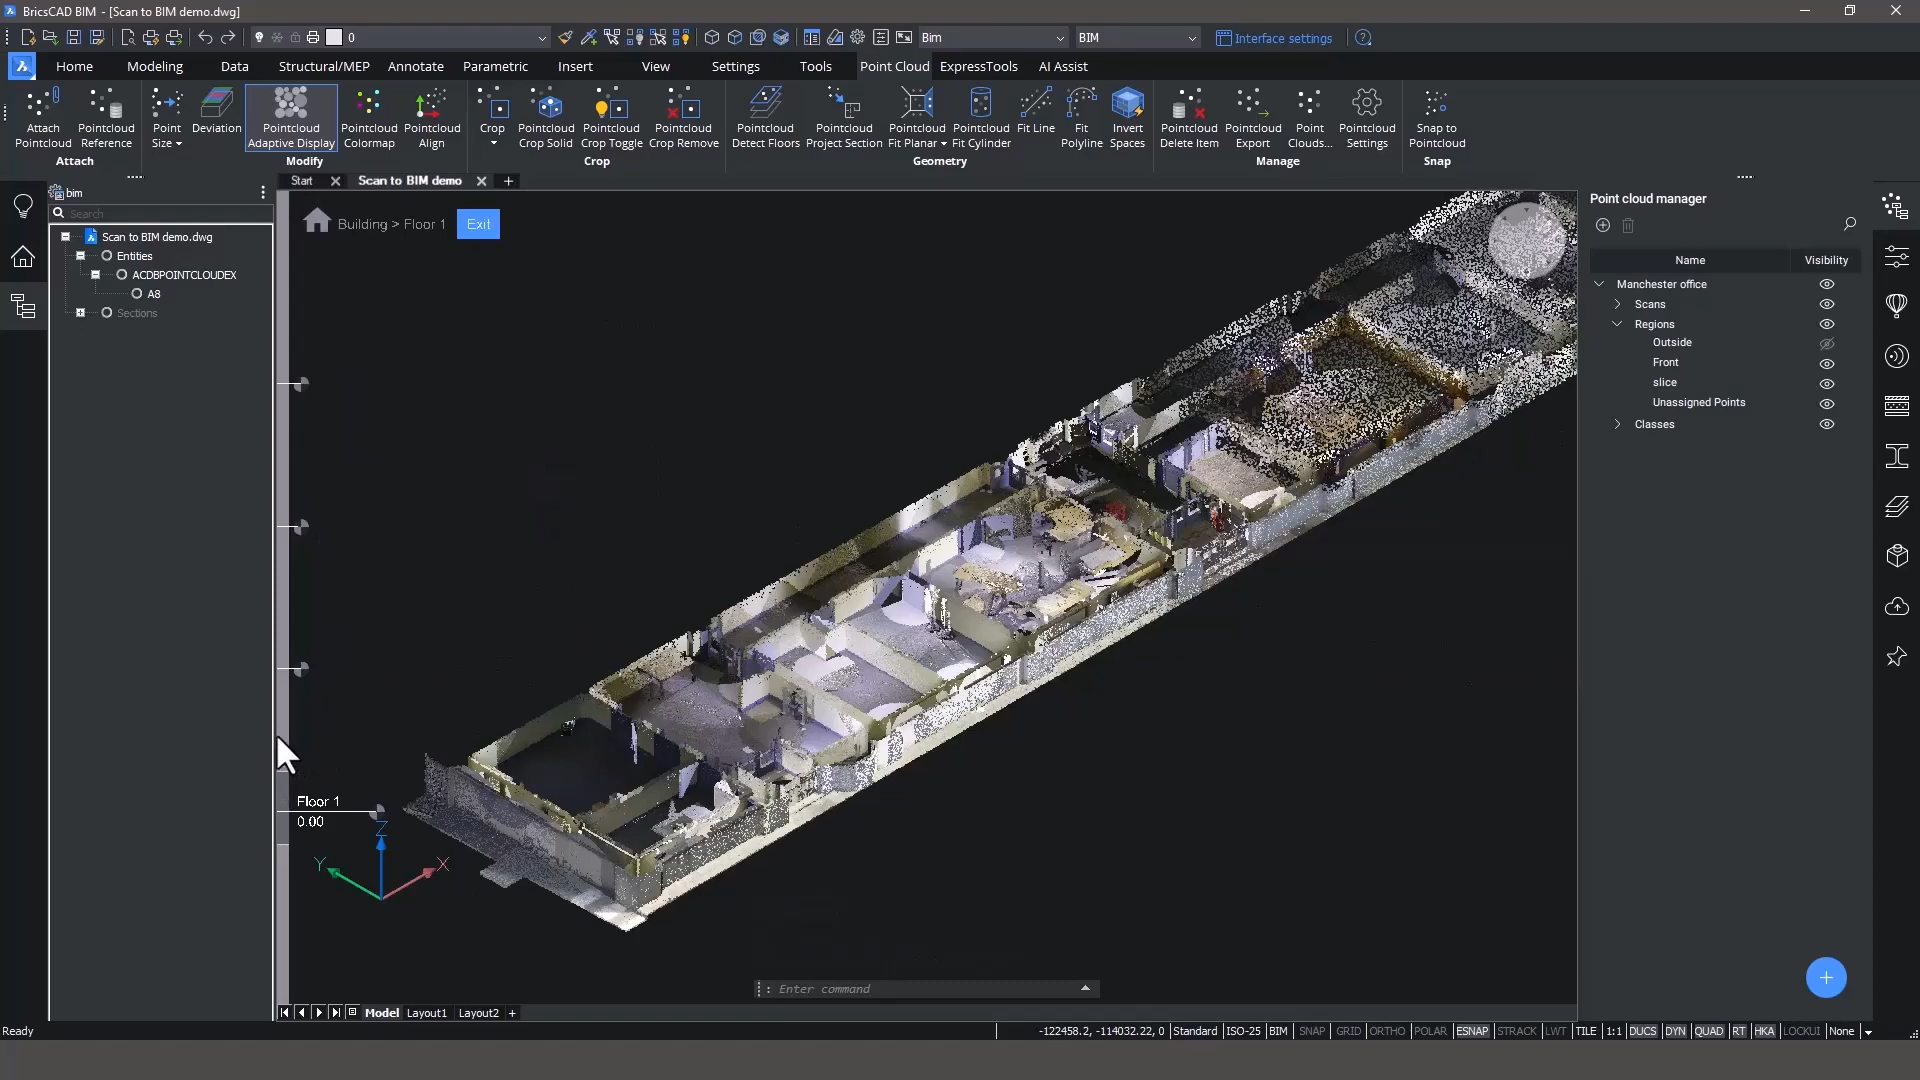 BricsCAD BIM - [Scan to BIM demo.dwg]
0
Bim
BIM
Interface settings
Home
Modeling
Data
Structural/MEP
Annotate
Parametric
Insert
View
Settings
Tools
Point Cloud
ExpressTools
AI Assist
Attach Pointcloud
Pointcloud Reference
Point Size
Deviation
Pointcloud Adaptive Display
Pointcloud Colormap
Pointcloud Align
Crop
Pointcloud Crop Solid
Pointcloud Crop Toggle
Pointcloud Crop Remove
Pointcloud Detect Floors
Pointcloud Project Section
Pointcloud Fit Planar
Pointcloud Fit Cylinder
Fit Line
Fit Polyline
Invert Spaces
Pointcloud Delete Item
Pointcloud Export
Point Clouds...
Pointcloud Settings
Snap to Pointcloud
Attach
Modify
Crop
Geometry
Manage
Snap
Start
Scan to BIM demo
bim
Search
Scan to BIM demo.dwg
Entities
ACDBPOINTCLOUDEX
A8
Sections
Building > Floor 1
Exit
Floor 1
0.00
Z
Y
X
Point cloud manager
Name
Visibility
Manchester office
Scans
Regions
Outside
Front
slice
Unassigned Points
Classes
: Enter command
Model
Layout1
Layout2
Ready
-122458.2, -114032.22, 0
Standard
ISO-25
BIM
SNAP
GRID
ORTHO
POLAR
ESNAP
STRACK
LWT
TILE
1:1
DUCS
DYN
QUAD
RT
HKA
LOCKUI
None